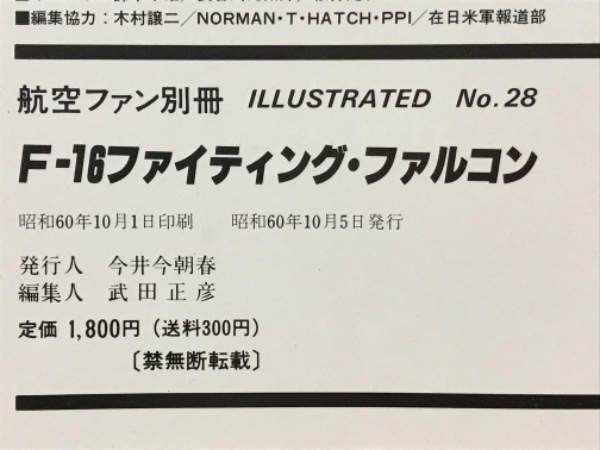 ■編集協力：木村譲二／NORMAN・T・HATCH・PPI／在日米軍報道部
航空ファン別冊 ILLUSTRATED No.28
F-16ファイティング・ファルコン
昭和60年10月1日印刷　昭和60年10月5日発行
発行人　今井今朝春
編集人　武田正彦
定価 1,800円（送料300円）
〔禁無断転載〕